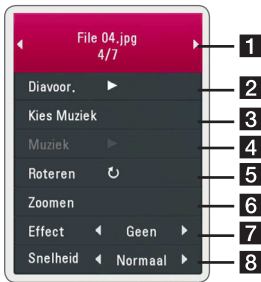 File 04.jpg
4/7
1
Diavoor. 2
Kies Muziek 3
Muziek 4
Roteren 5
Zoomen 6
Effect Geen 7
Snelheid Normaal 8